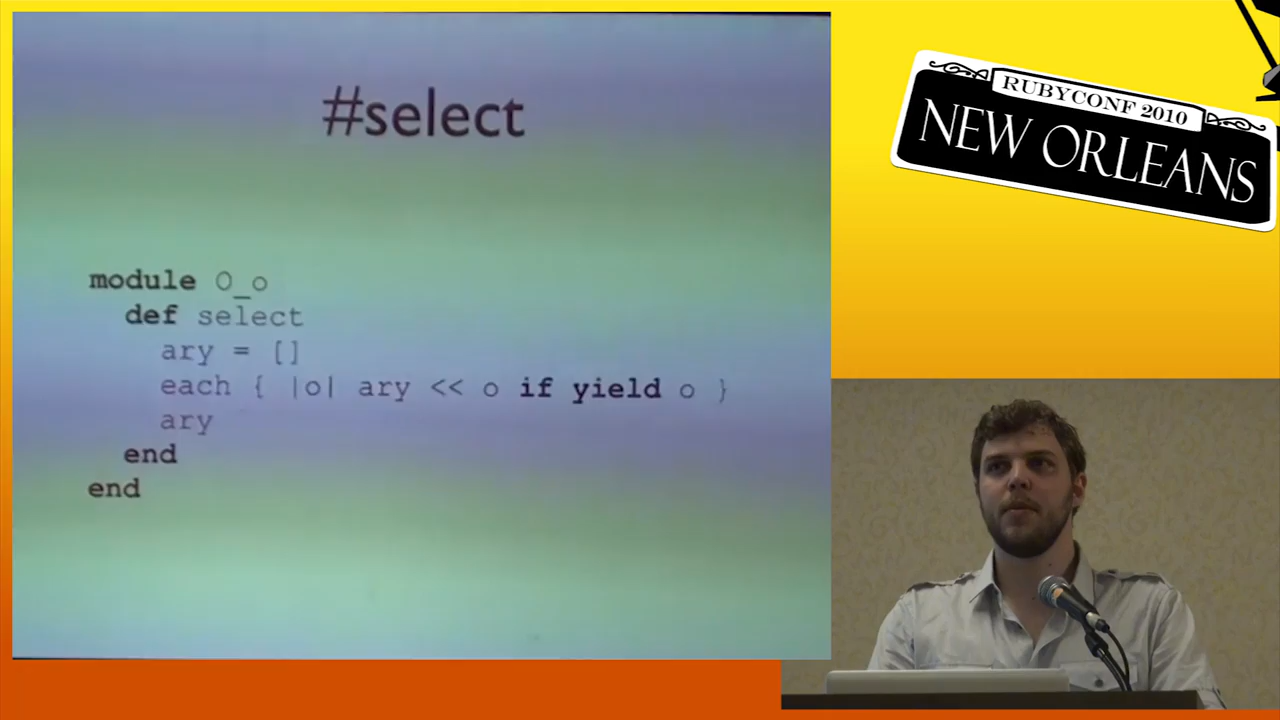 #select
module O_o
def select
ary = []
each { |o| ary << o if yield o }
ary
end
end
RUBYCONF 2010
NEW ORLEANS